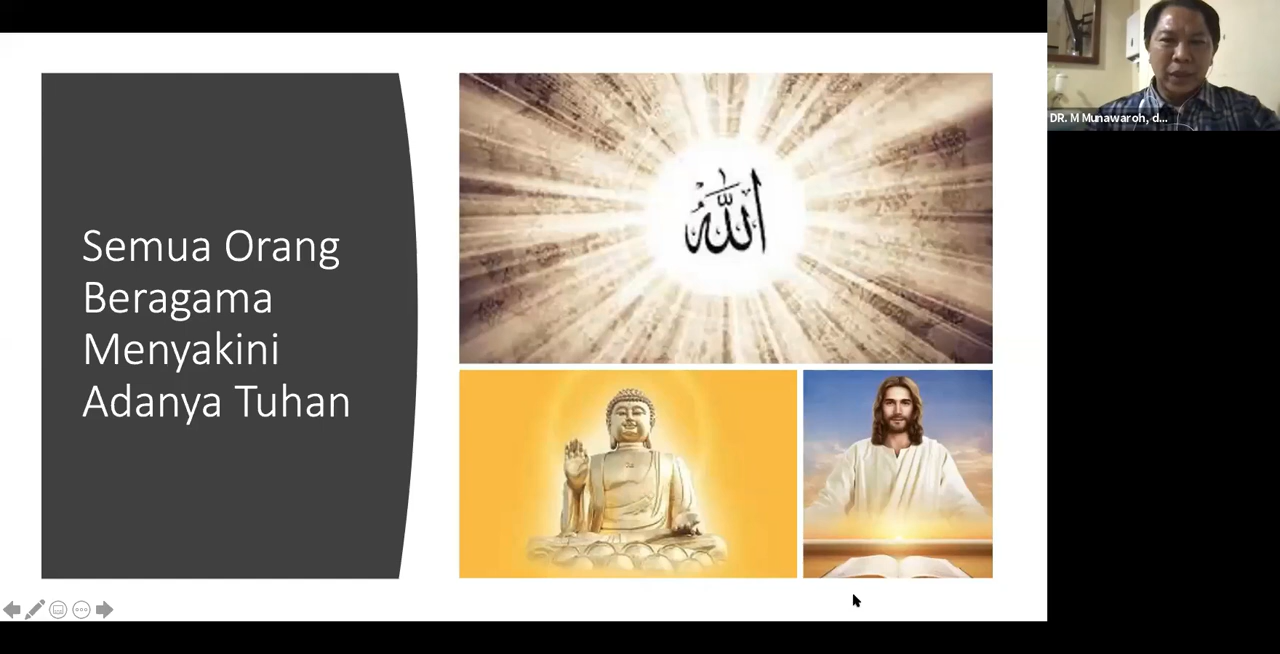 Semua Orang
Beragama
Menyakini
Adanya Tuhan
الله
DR. M Munawaroh, d...